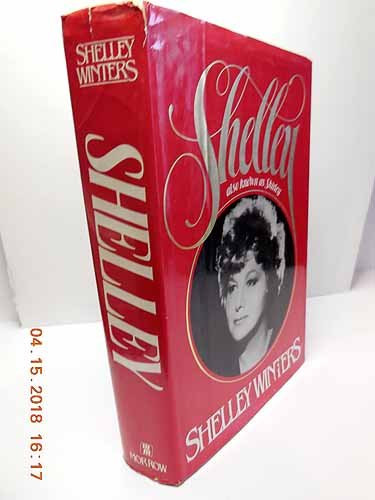 SHELLEY
WINTERS
SHELLEY
MORROW
Shelley
also known as Shirley
SHELLEY WINTERS
04.15.2018 16:17